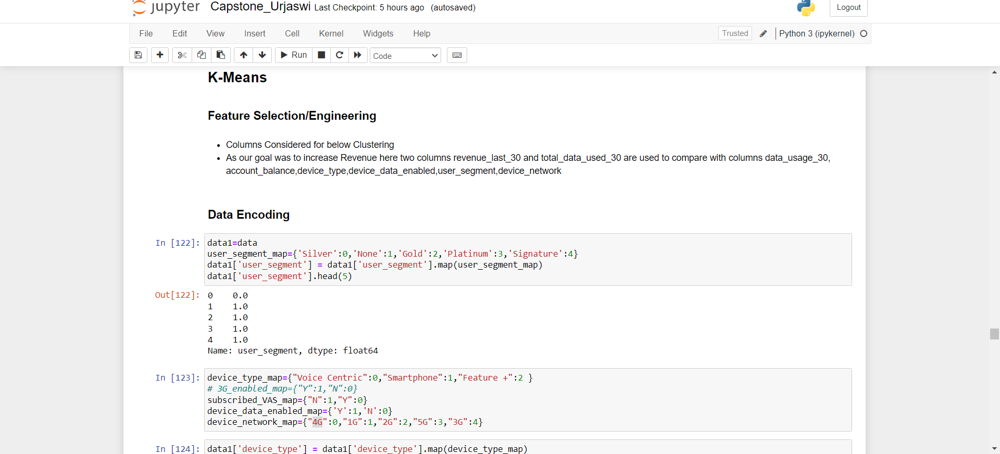 jupyter Capstone_Urjaswi Last Checkpoint: 5 hours ago (autosaved) Logout
File Edit View Insert Cell Kernel Widgets Help Trusted Python 3 (ipykernel)
Run Code
K-Means
Feature Selection/Engineering
• Columns Considered for below Clustering
• As our goal was to increase Revenue here two columns revenue_last_30 and total_data_used_30 are used to compare with columns data_usage_30,
account_balance,device_type,device_data_enabled,user_segment,device_network
Data Encoding
In [122]: data1=data
user_segment_map={'Silver':0,'None':1,'Gold':2,'Platinum':3,'Signature':4}
data1['user_segment'] = data1['user_segment'].map(user_segment_map)
data1['user_segment'].head(5)
Out[122]: 0 0.0
1 1.0
2 1.0
3 1.0
4 1.0
Name: user_segment, dtype: float64
In [123]: device_type_map={"Voice Centric":0,"Smartphone":1,"Feature +":2 }
# 3G_enabled_map={"Y":1,"N":0}
subscribed_VAS_map={"N":1,"Y":0}
device_data_enabled_map={'Y':1,'N':0}
device_network_map={"4G":0,"1G":1,"2G":2,"5G":3,"3G":4}
In [124]: data1['device_type'] = data1['device_type'].map(device_type_map)